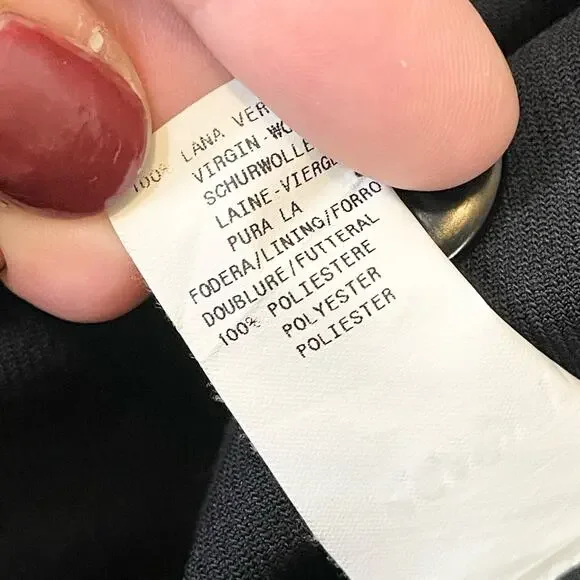 100% LANA VER
VIRGIN-WO
SCHURWOLLE
LAINE-VIERGE
PURA LA
FODERA/LINING/FORRO
DOUBLURE/FUTTERAL
100% POLIESTERE
POLYESTER
POLIESTER